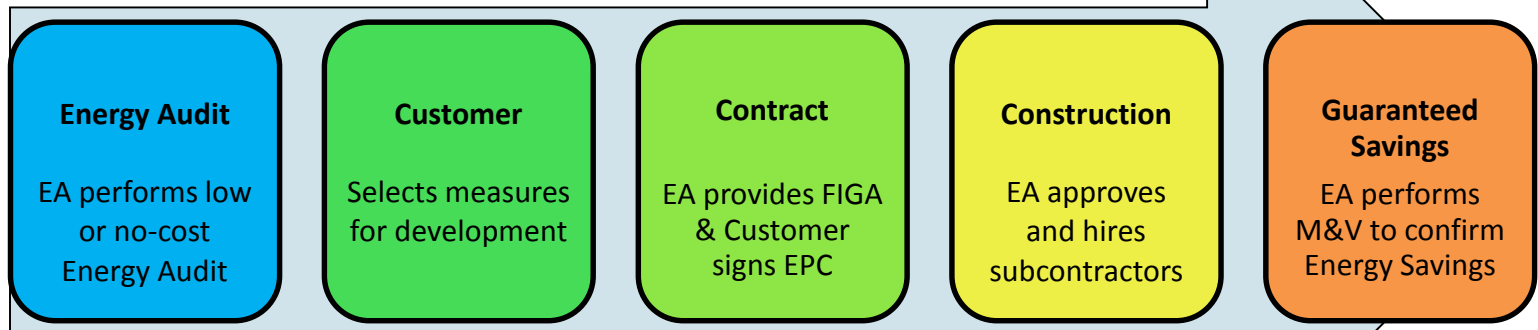 Energy Audit
EA performs low
or no-cost
Energy Audit
Customer
Selects measures
for development
Contract
EA provides FIGA
& Customer
signs EPC
Construction
EA approves
and hires
subcontractors
Guaranteed
Savings
EA performs
M&V to confirm
Energy Savings